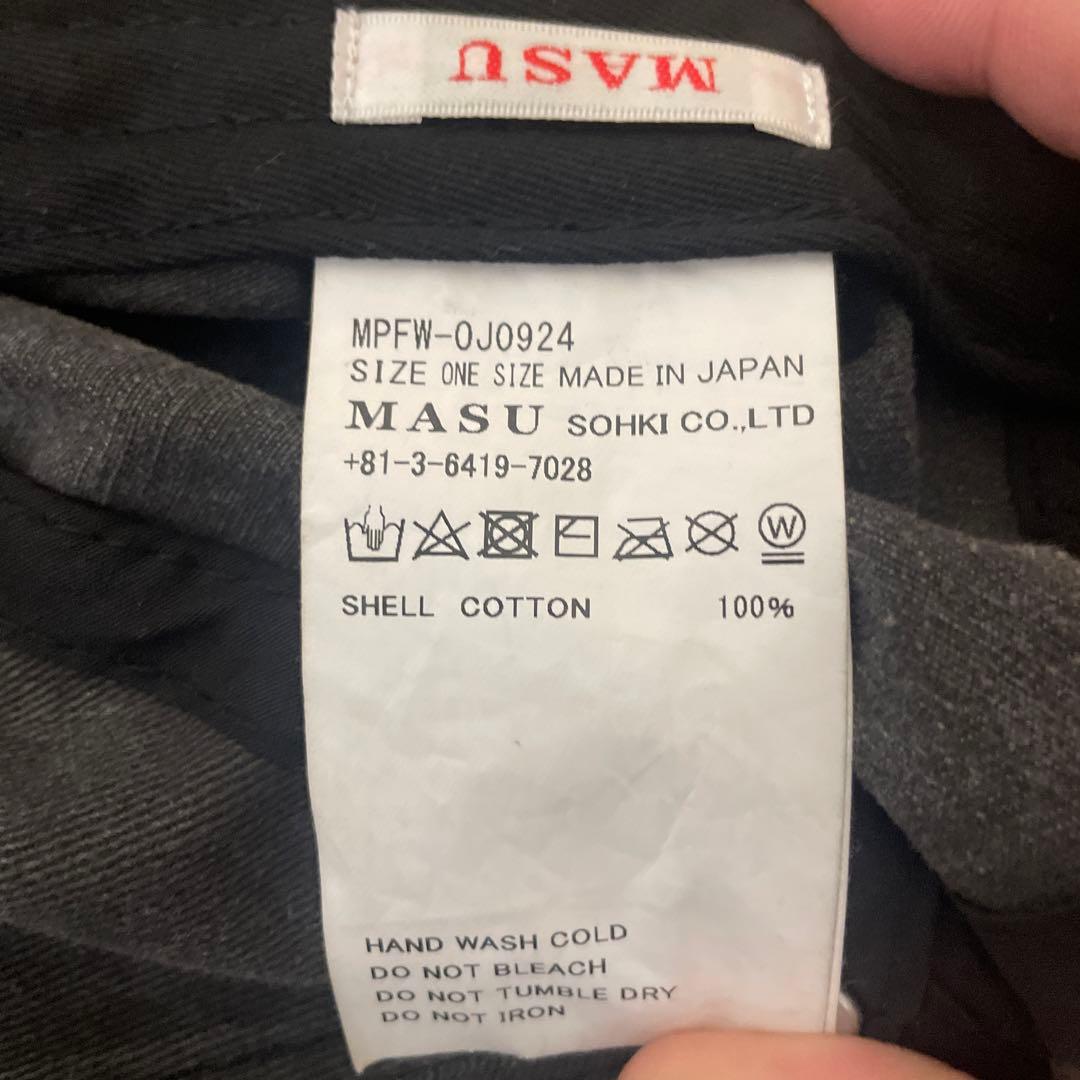 MASU
MPFW-0J0924
SIZE ONE SIZE MADE IN JAPAN
MASU SOHKI CO.,LTD
+81-3-6419-7028
W
SHELL COTTON 100%
HAND WASH COLD
DO NOT BLEACH
DO NOT TUMBLE DRY
DO NOT IRON